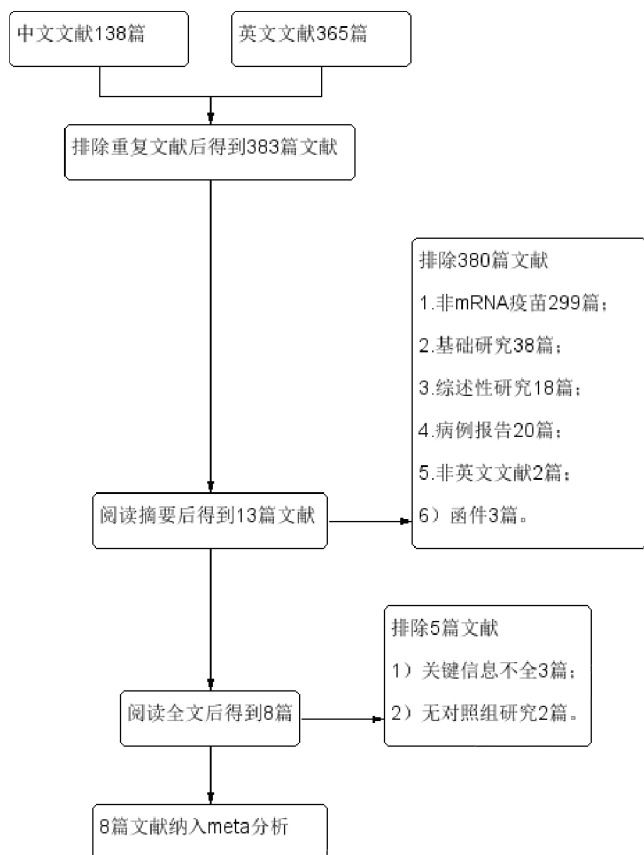 中文文献138篇
英文文献365篇
排除重复文献后得到383篇文献
排除380篇文献
1.非mRNA疫苗299篇；
2.基础研究38篇；
3.综述性研究18篇；
4.病例报告20篇；
5.非英文文献2篇；
6）函件3篇。
阅读摘要后得到13篇文献
排除5篇文献
1）关键信息不全3篇；
2）无对照组研究2篇。
阅读全文后得到8篇
8篇文献纳入meta分析